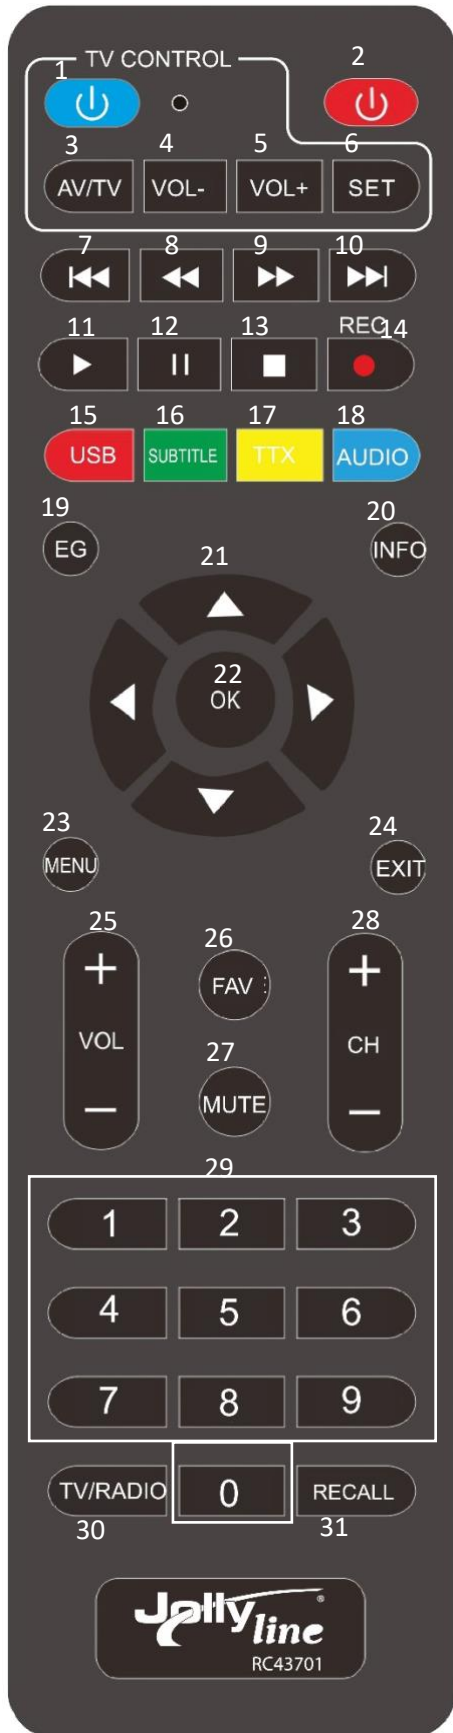 TV CONTROL
2
1
3 4 5 6
AV/TV VOL- VOL+ SET
7 8 9 10
11 12 13 REC 14
15 16 17 18
USB SUBTITLE TTX AUDIO
19 20
EG INFO
21
22
OK
23 24
MENU EXIT
25 26 28
+ FAV +
VOL CH
27
MUTE
− −
29
1 2 3
4 5 6
7 8 9
TV/RADIO 0 RECALL
30 31
Jolly line ®
RC43701